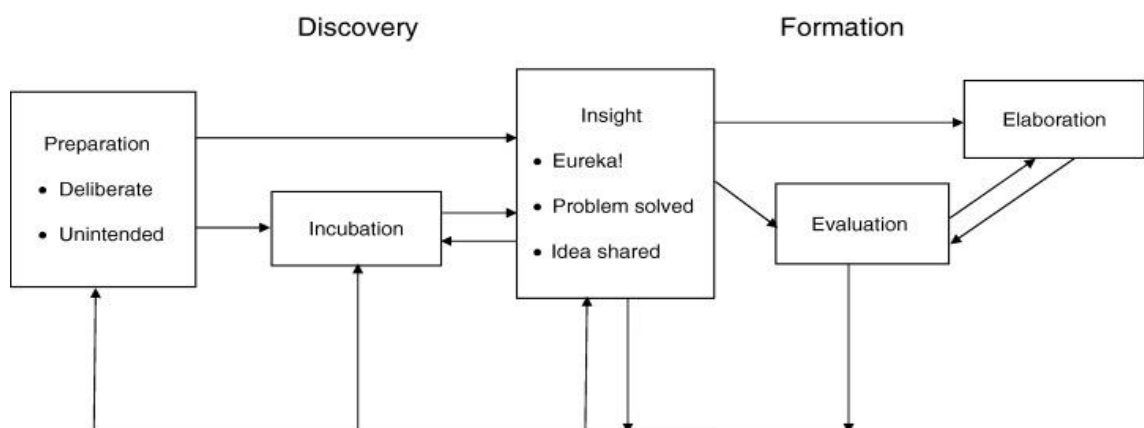 Discovery
Formation
Preparation
• Deliberate
• Unintended
Incubation
Insight
• Eureka!
• Problem solved
• Idea shared
Evaluation
Elaboration